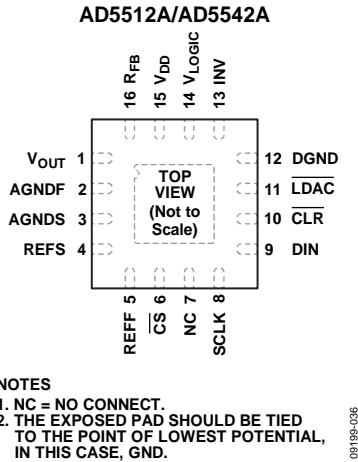 AD5512A/AD5542A
16 RFB
15 VDD
14 VLOGIC
13 INV
VOUT 1
AGNDF 2
AGNDS 3
REFS 4
TOP
VIEW
(Not to
Scale)
12 DGND
11 LDAC
10 CLR
9 DIN
REFF 5
CS 6
NC 7
SCLK 8
NOTES
1. NC = NO CONNECT.
2. THE EXPOSED PAD SHOULD BE TIED
TO THE POINT OF LOWEST POTENTIAL,
IN THIS CASE, GND.
09199-036